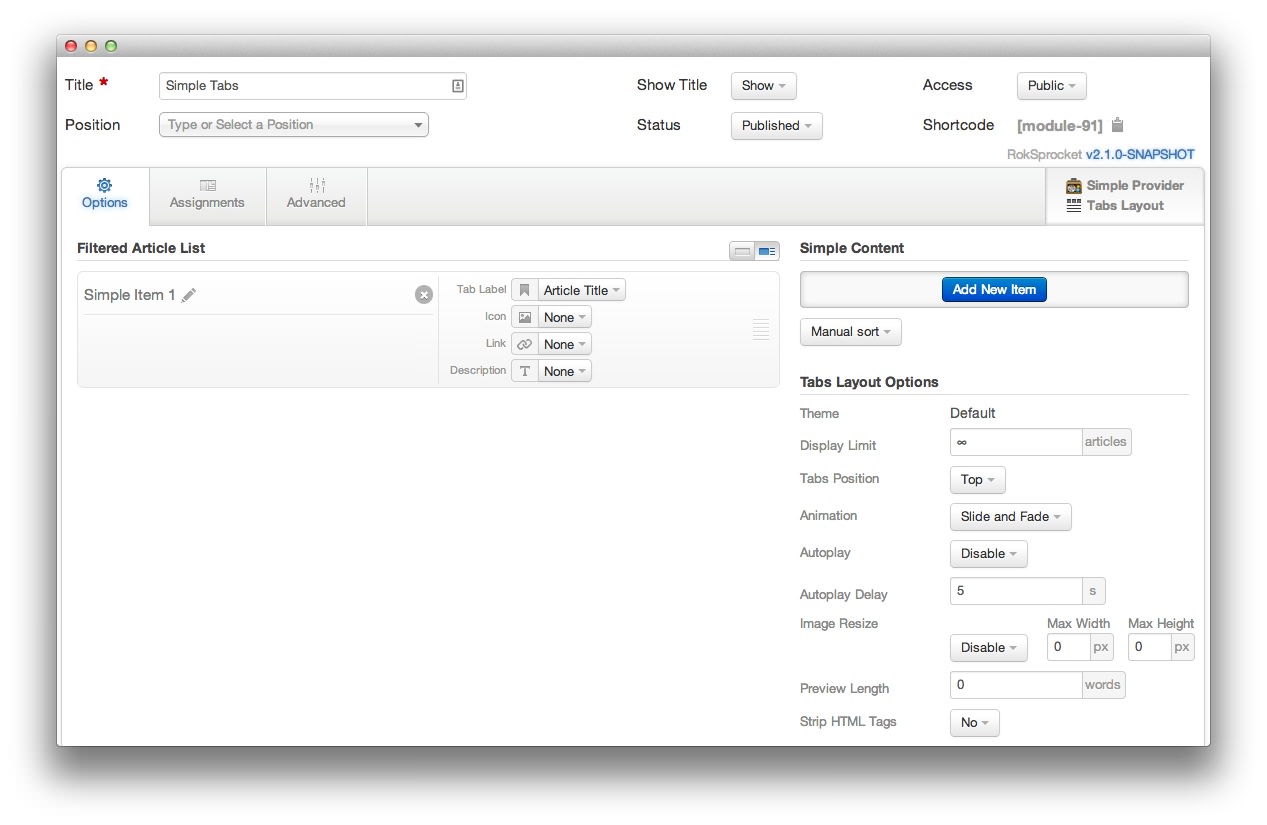 Title * Simple Tabs Show Title Show Access Public
Position Type or Select a Position Status Published Shortcode [module-91]
RokSprocket v2.1.0-SNAPSHOT
Options Assignments Advanced
Simple Provider
Tabs Layout
Filtered Article List
Simple Item 1
Tab Label Article Title
Icon None
Link None
Description None
Simple Content
Add New Item
Manual sort
Tabs Layout Options
Theme Default
Display Limit ∞ articles
Tabs Position Top
Animation Slide and Fade
Autoplay Disable
Autoplay Delay 5 s
Image Resize Max Width Max Height
Disable 0 px 0 px
Preview Length 0 words
Strip HTML Tags No